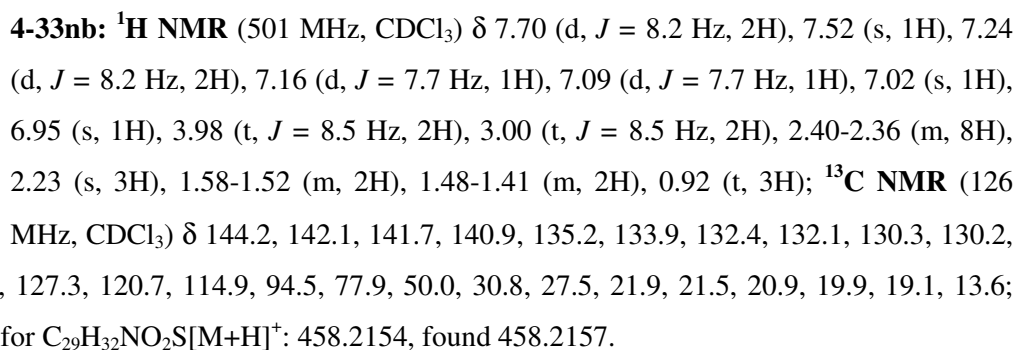 4-33nb: ¹H NMR (501 MHz, CDCl₃) δ 7.70 (d, J = 8.2 Hz, 2H), 7.52 (s, 1H), 7.24
(d, J = 8.2 Hz, 2H), 7.16 (d, J = 7.7 Hz, 1H), 7.09 (d, J = 7.7 Hz, 1H), 7.02 (s, 1H),
6.95 (s, 1H), 3.98 (t, J = 8.5 Hz, 2H), 3.00 (t, J = 8.5 Hz, 2H), 2.40-2.36 (m, 8H),
2.23 (s, 3H), 1.58-1.52 (m, 2H), 1.48-1.41 (m, 2H), 0.92 (t, 3H); ¹³C NMR (126
MHz, CDCl₃) δ 144.2, 142.1, 141.7, 140.9, 135.2, 133.9, 132.4, 132.1, 130.3, 130.2,
, 127.3, 120.7, 114.9, 94.5, 77.9, 50.0, 30.8, 27.5, 21.9, 21.5, 20.9, 19.9, 19.1, 13.6;
for C₂₉H₃₂NO₂S[M+H]⁺: 458.2154, found 458.2157.